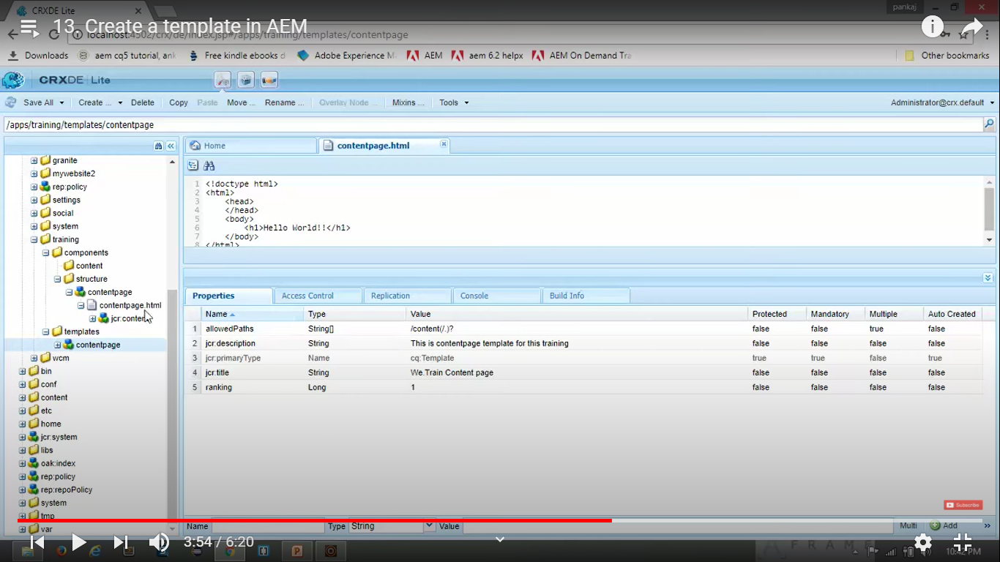 CRXDE Lite
pankaj
13. Create a template in AEM
localhost:4502/crx/de/index.jsp#/apps/training/templates/contentpage
Downloads aem cq5 tutorial, ank Free kindle ebooks d Adobe Experience M AEM aem 6.2 helpx AEM On Demand Tra Other bookmarks
CRXDE Lite
Save All Create ... Delete Copy Paste Move ... Rename ... Overlay Node ... Mixins ... Tools Administrator@crx.default
/apps/training/templates/contentpage
Home contentpage.html
granite
mywebsite2
rep:policy
settings
social
system
training
components
content
structure
contentpage
contentpage.html
jcr:conten
templates
contentpage
wcm
bin
conf
content
etc
home
jcr:system
libs
oak:index
rep:policy
rep:repoPolicy
system
tmp
var
1 <!doctype html>
2 <html>
3 <head>
4 </head>
5 <body>
6 <h1>Hello World!!</h1>
7 </body>
8 </html>
Properties Access Control Replication Console Build Info
Name Type Value Protected Mandatory Multiple Auto Created
1 allowedPaths String[] /content(/.)? false false true false
2 jcr:description String This is contentpage template for this training false false false false
3 jcr:primaryType Name cq:Template true true false true
4 jcr:title String We.Train Content page false false false false
5 ranking Long 1 false false false false
Subscribe
Name Type String Value Multi Add
3:54 / 6:20
FRAME
10:42 PM